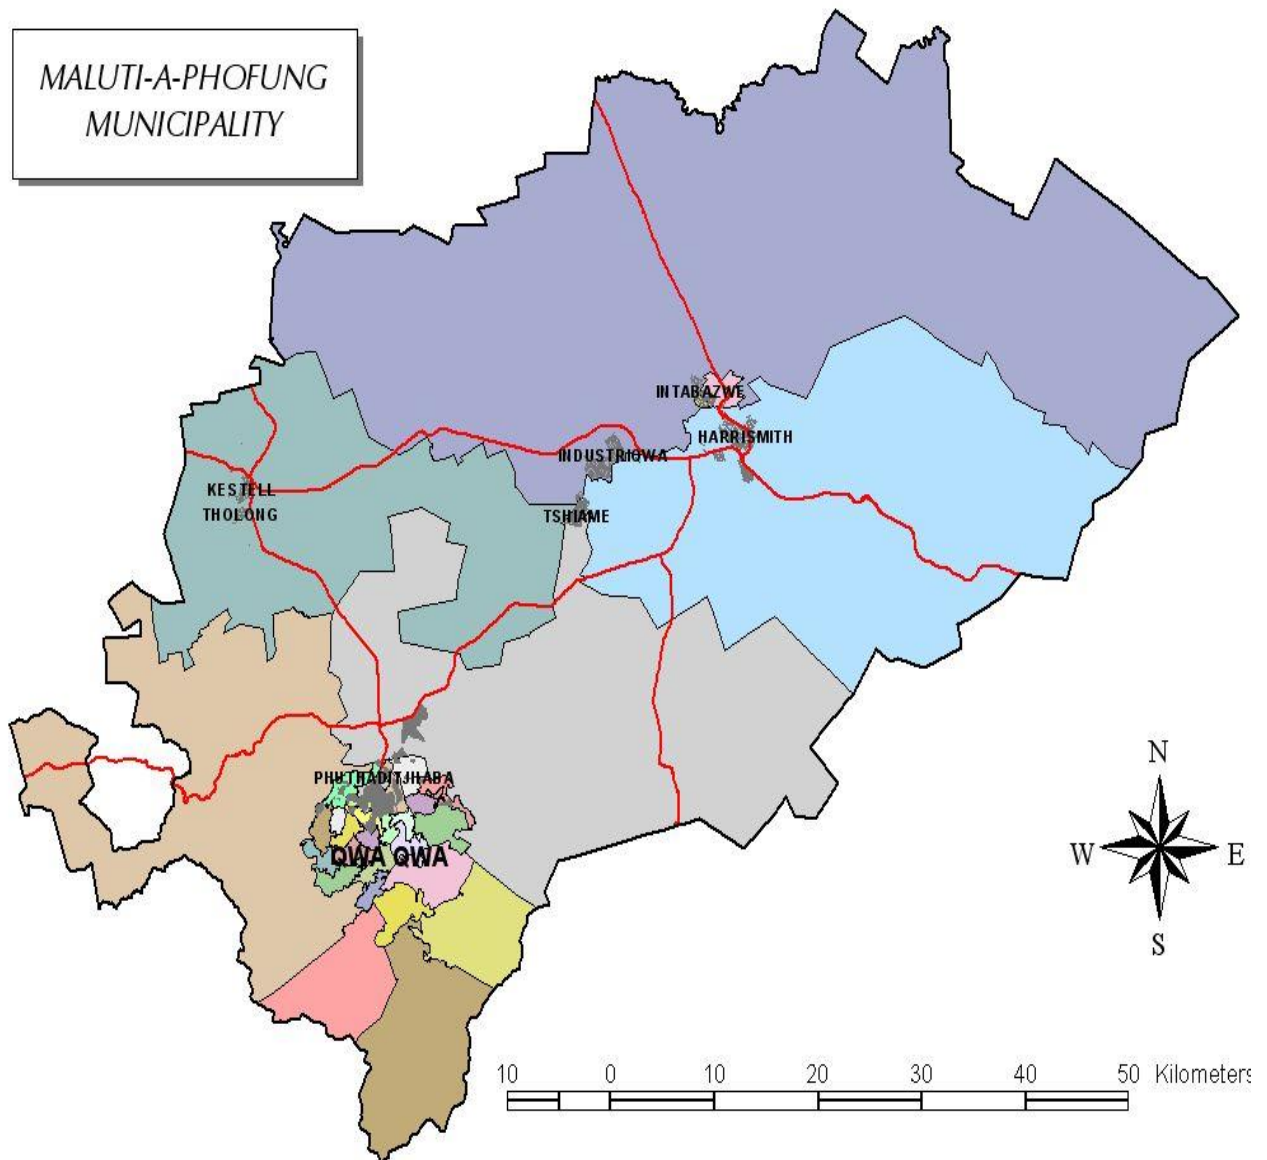 MALUTI-A-PHOFUNG
MUNICIPALITY
INTABAZWE
HARRISMITH
INDUSTRIQWA
KESTELL
THOLONG
TSHIAME
PHUTHADITJHABA
QWA QWA
N
W E
S
10 0 10 20 30 40 50 Kilometers